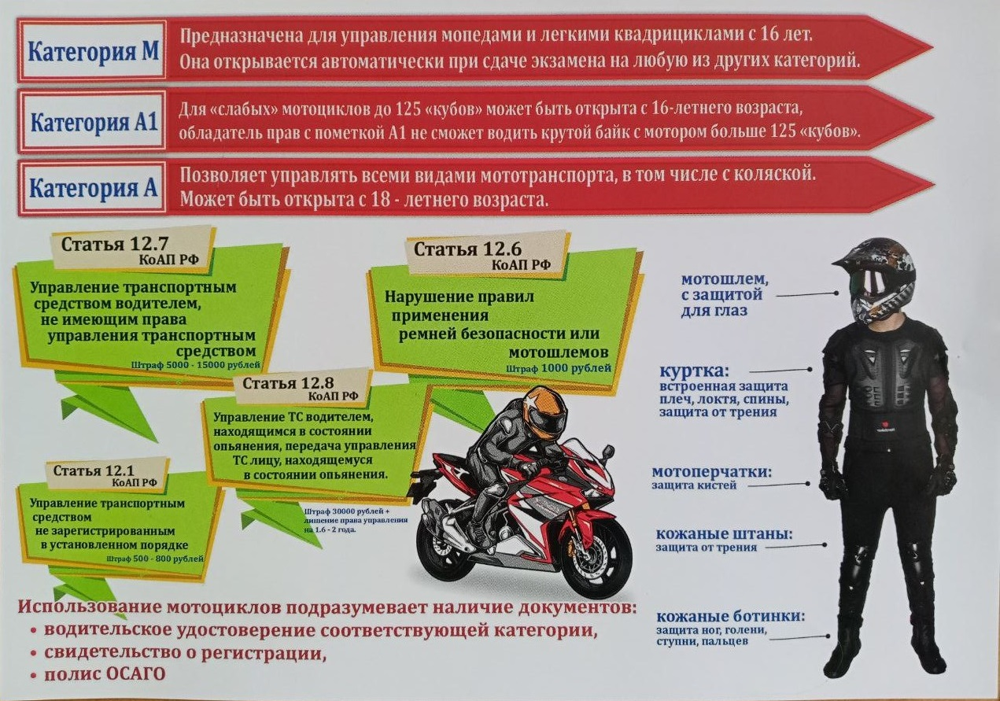 Категория М
Предназначена для управления мопедами и легкими квадрициклами с 16 лет.
Она открывается автоматически при сдаче экзамена на любую из других категорий.
Категория А1
Для «слабых» мотоциклов до 125 «кубов» может быть открыта с 16-летнего возраста,
обладатель прав с пометкой А1 не сможет водить крутой байк с мотором больше 125 «кубов».
Категория А
Позволяет управлять всеми видами мототранспорта, в том числе с коляской.
Может быть открыта с 18 - летнего возраста.
Статья 12.7
КоАП РФ
Управление транспортным
средством водителем,
не имеющим права
управления транспортным
средством
Штраф 5000 - 15000 рублей
Статья 12.6
КоАП РФ
Нарушение правил
применения
ремней безопасности или
мотошлемов
Штраф 1000 рублей
Статья 12.8
КоАП РФ
Управление ТС водителем,
находящимся в состоянии
опьянения, передача управления
ТС лицу, находящемуся
в состоянии опьянения.
Штраф 30000 рублей +
лишение права управления
на 1.6 - 2 года.
Статья 12.1
КоАП РФ
Управление транспортным
средством
не зарегистрированным
в установленном порядке
Штраф 500 - 800 рублей
мотошлем,
с защитой
для глаз
куртка:
встроенная защита
плеч, локтя, спины,
защита от трения
мотоперчатки:
защита кистей
кожаные штаны:
защита от трения
кожаные ботинки:
защита ног, голени,
ступни, пальцев
Использование мотоциклов подразумевает наличие документов:
• водительское удостоверение соответствующей категории,
• свидетельство о регистрации,
• полис ОСАГО